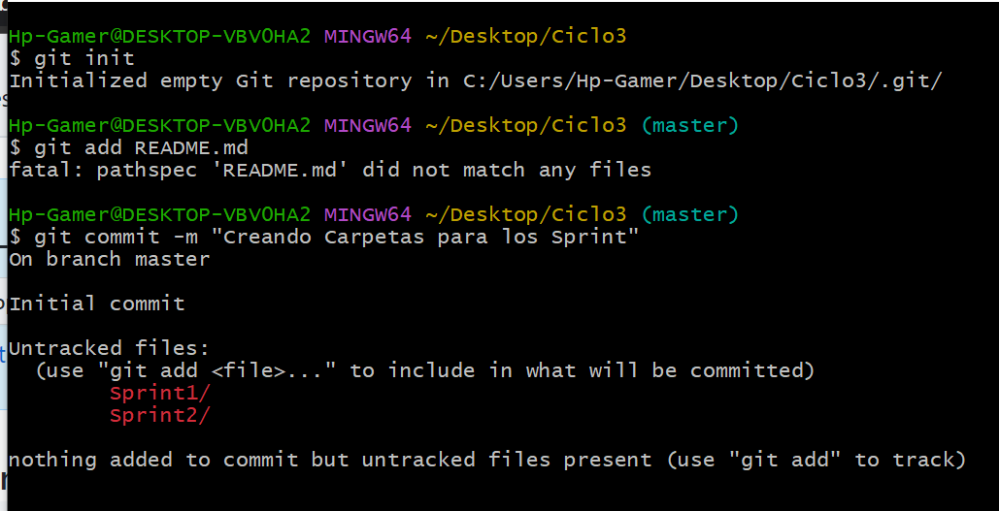 Hp-Gamer@DESKTOP-VBV0HA2 MINGW64 ~/Desktop/Ciclo3
$ git init
Initialized empty Git repository in C:/Users/Hp-Gamer/Desktop/Ciclo3/.git/
Hp-Gamer@DESKTOP-VBV0HA2 MINGW64 ~/Desktop/Ciclo3 (master)
$ git add README.md
fatal: pathspec 'README.md' did not match any files
Hp-Gamer@DESKTOP-VBV0HA2 MINGW64 ~/Desktop/Ciclo3 (master)
$ git commit -m "Creando Carpetas para los Sprint"
On branch master
Initial commit
Untracked files:
(use "git add <file>..." to include in what will be committed)
Sprint1/
Sprint2/
nothing added to commit but untracked files present (use "git add" to track)